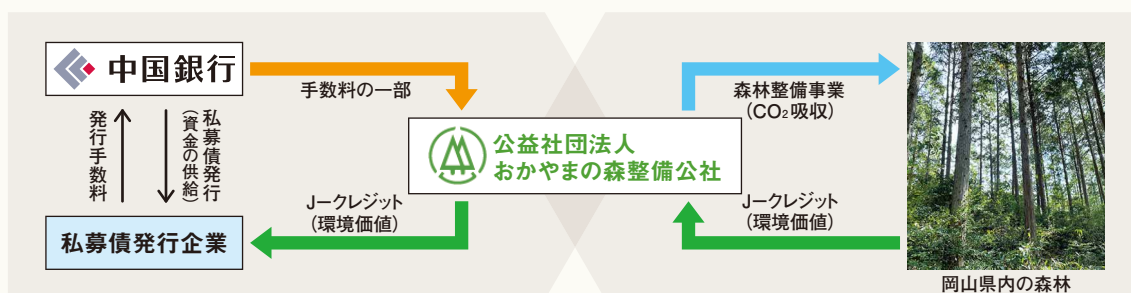 中国銀行
手数料の一部
発行手数料
私募債発行
(資金の供給)
私募債発行企業
J－クレジット
(環境価値)
公益社団法人
おかやまの森整備公社
森林整備事業
(CO₂吸収)
J－クレジット
(環境価値)
岡山県内の森林